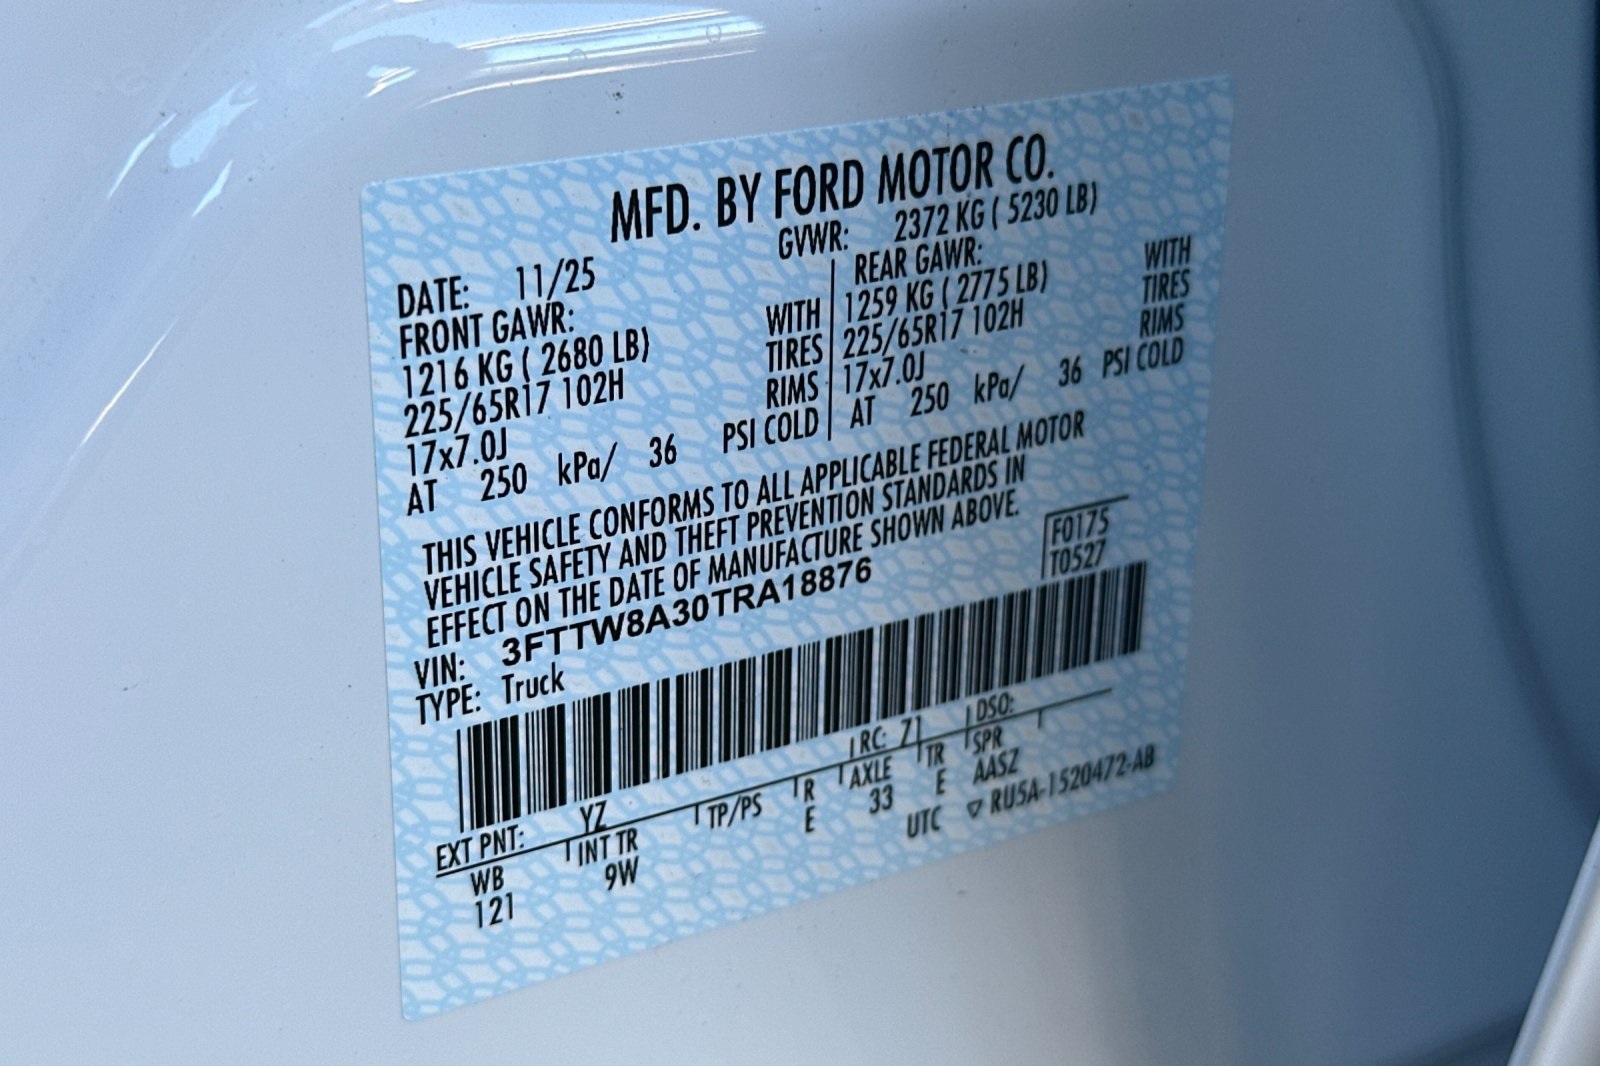 MFD. BY FORD MOTOR CO.
DATE: 11/25 GVWR: 2372 KG ( 5230 LB)
FRONT GAWR: REAR GAWR:
1216 KG ( 2680 LB) WITH 1259 KG ( 2775 LB) WITH
225/65R17 102H TIRES 225/65R17 102H TIRES
17x7.0J RIMS 17x7.0J RIMS
AT 250 kPa/ 36 PSI COLD AT 250 kPa/ 36 PSI COLD
THIS VEHICLE CONFORMS TO ALL APPLICABLE FEDERAL MOTOR
VEHICLE SAFETY AND THEFT PREVENTION STANDARDS IN
EFFECT ON THE DATE OF MANUFACTURE SHOWN ABOVE.
F0175
T0527
VIN: 3FTTW8A30TRA18876
TYPE: Truck
EXT PNT: YZ RC: 71 DSO:
WB INT TR TP/PS R AXLE TR SPR
121 9W E 33 E AASZ
UTC ▽ RU5A-1520472-AB